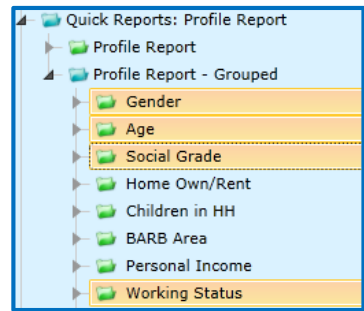 Quick Reports: Profile Report
Profile Report
Profile Report - Grouped
Gender
Age
Social Grade
Home Own/Rent
Children in HH
BARB Area
Personal Income
Working Status